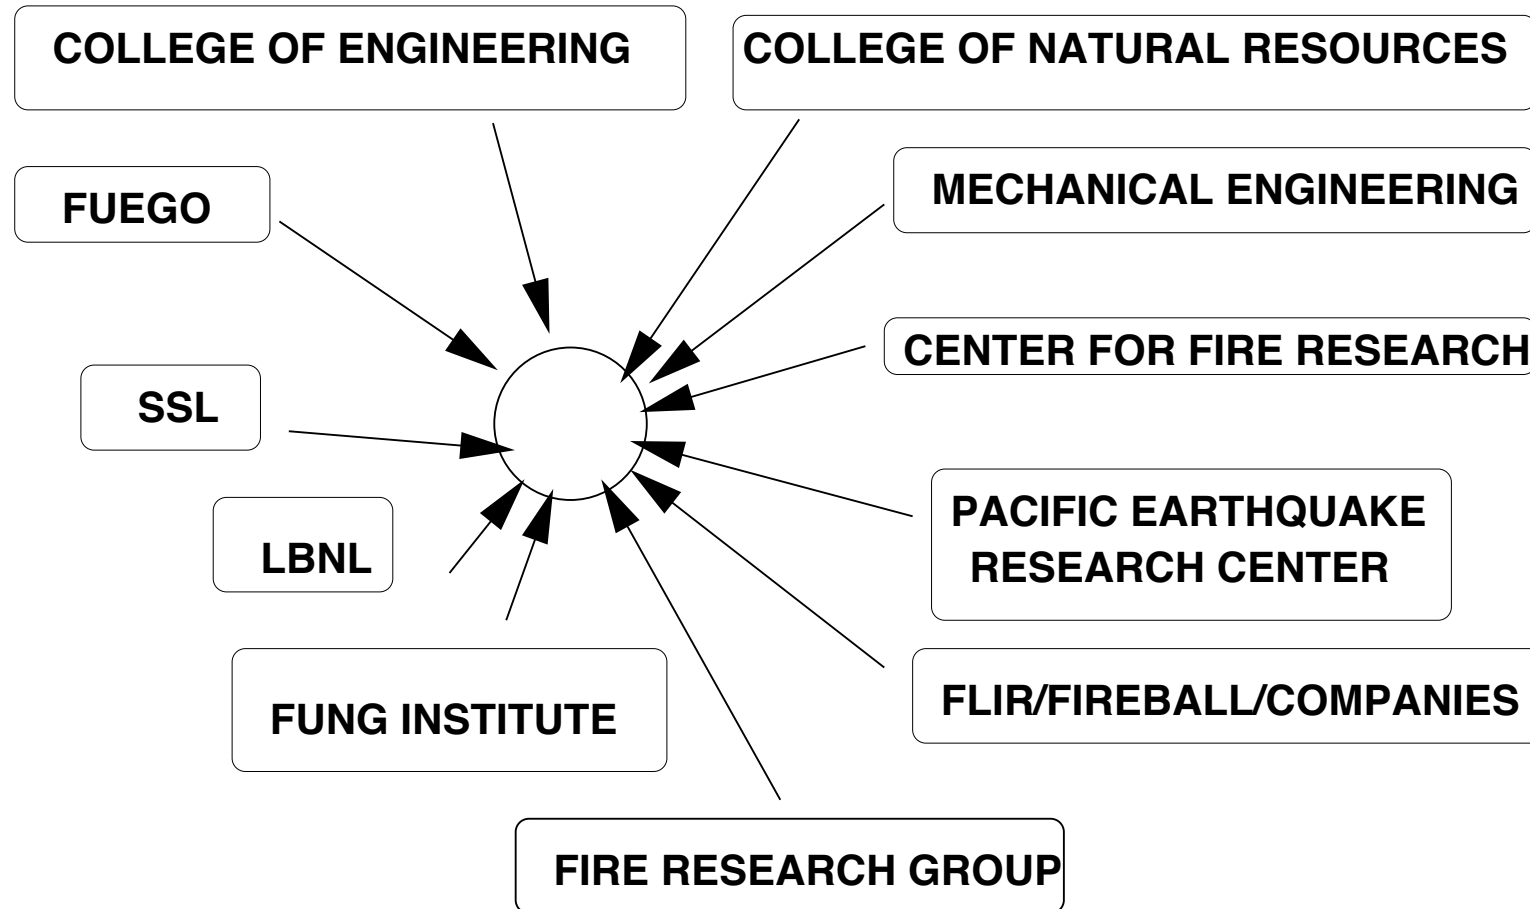 COLLEGE OF ENGINEERING
COLLEGE OF NATURAL RESOURCES
FUEGO
MECHANICAL ENGINEERING
CENTER FOR FIRE RESEARCH
SSL
PACIFIC EARTHQUAKE
RESEARCH CENTER
LBNL
FUNG INSTITUTE
FLIR/FIREBALL/COMPANIES
FIRE RESEARCH GROUP